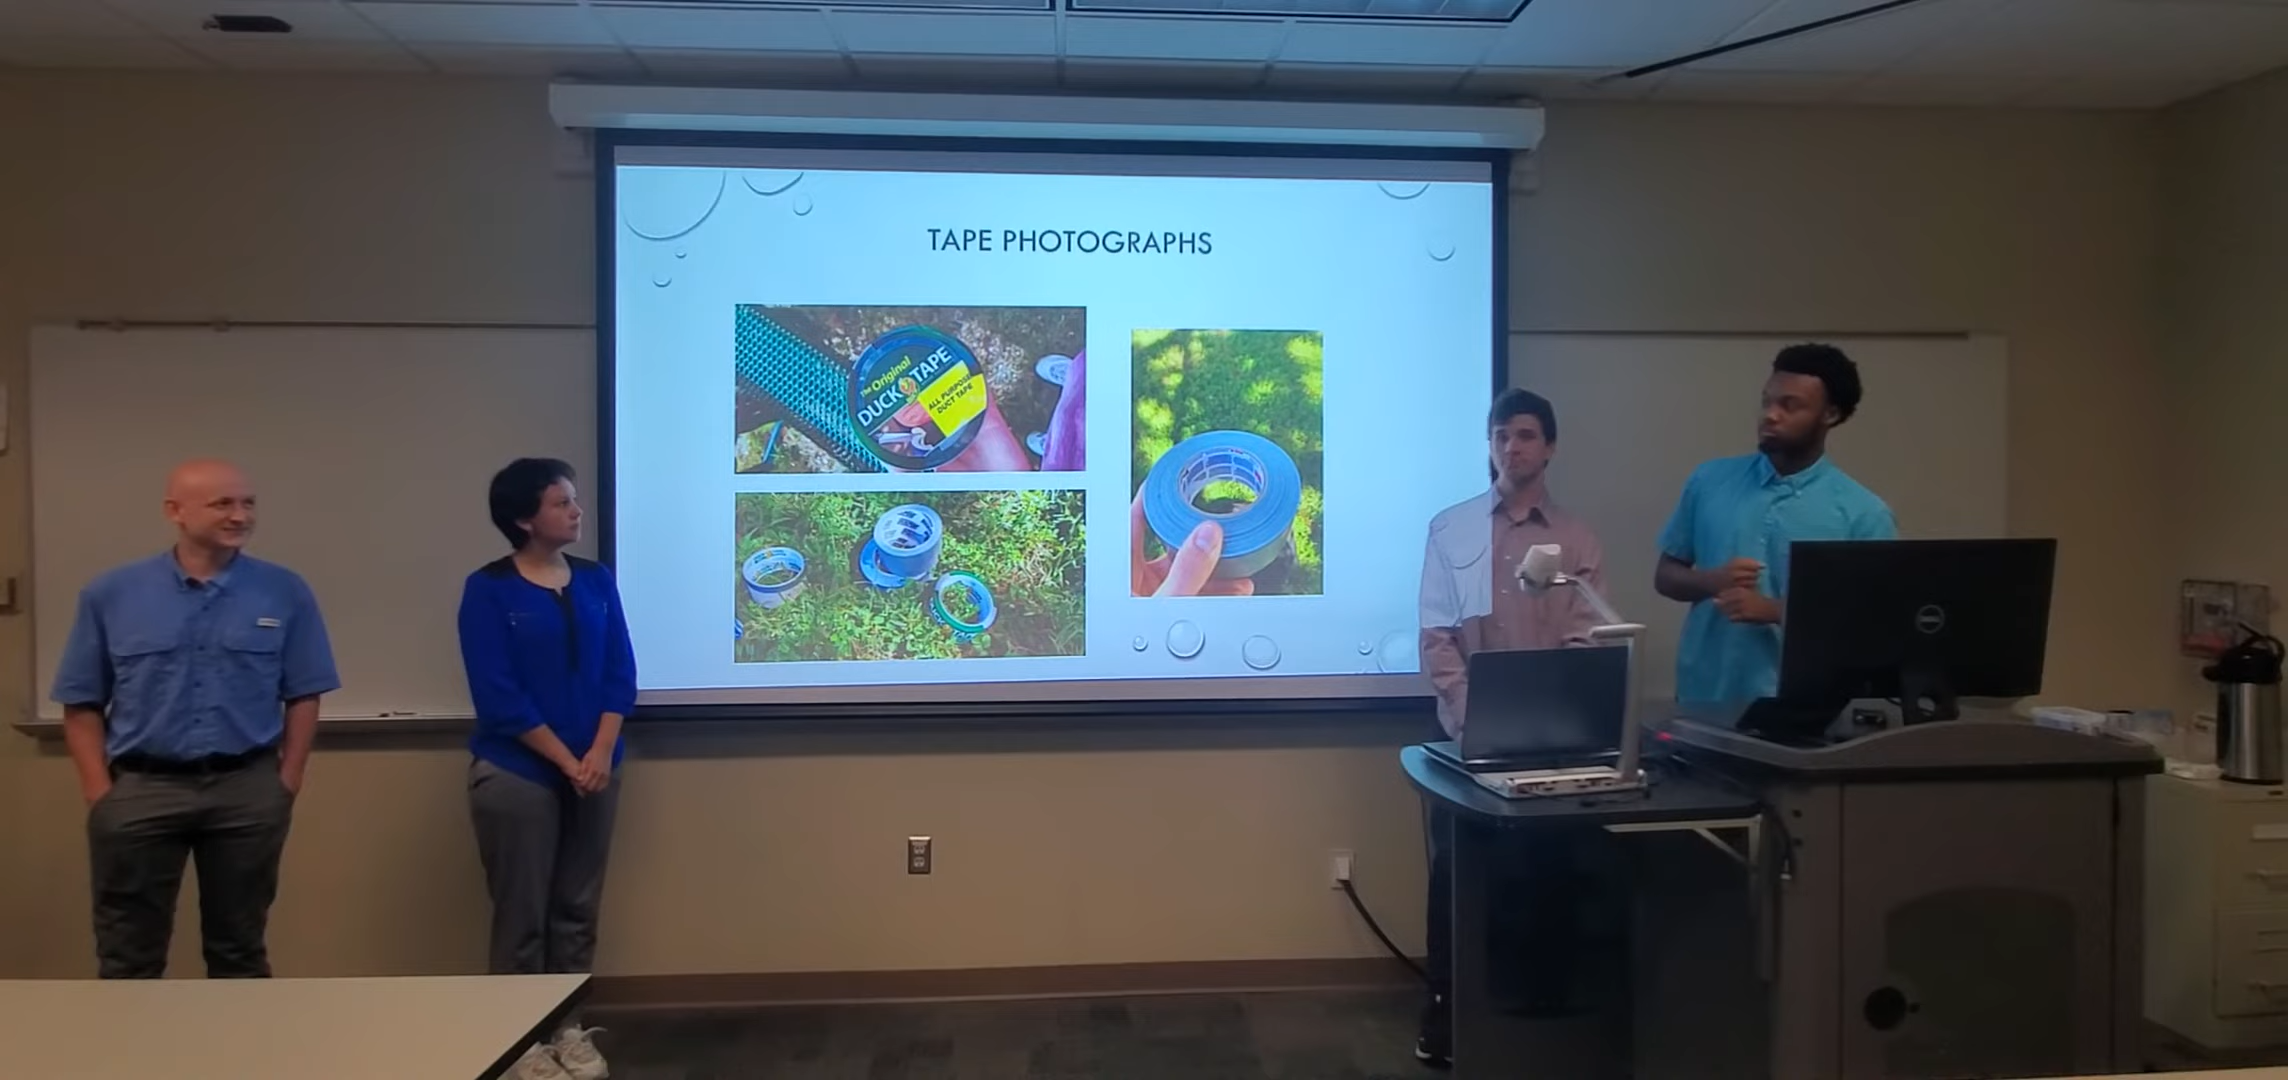 TAPE PHOTOGRAPHS
The Original
DUCK TAPE
ALL PURPOSE
DUCT TAPE
DELL